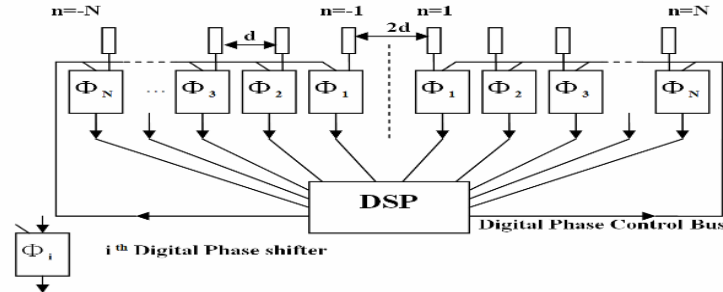 n=-N n=-1 n=1 n=N
d 2d
Φ N ... Φ 3 Φ 2 Φ 1 Φ 1 Φ 2 Φ 3 Φ N
DSP
Digital Phase Control Bus
Φ i i th Digital Phase shifter